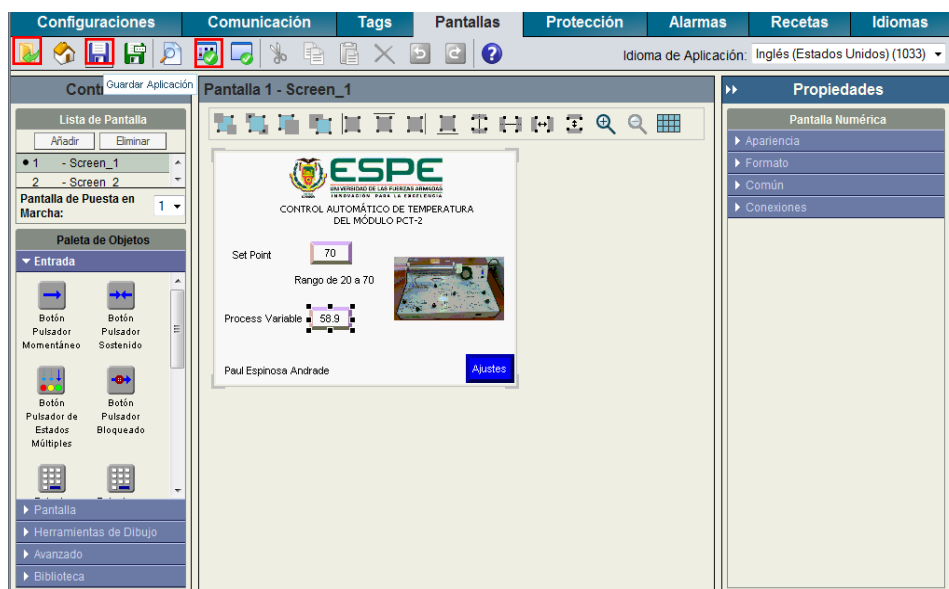 Configuraciones Comunicación Tags Pantallas Protección Alarmas Recetas Idiomas
Idioma de Aplicación: Inglés (Estados Unidos) (1033)
Guardar Aplicación
Pantalla 1 - Screen_1
Propiedades
Lista de Pantalla
Añadir Eliminar
1 - Screen_1
2 - Screen 2
Pantalla de Puesta en
Marcha: 1
Paleta de Objetos
Entrada
Botón
Pulsador
Momentáneo
Botón
Pulsador
Sostenido
Botón
Pulsador de
Estados
Múltiples
Botón
Pulsador
Bloqueado
Pantalla
Herramientas de Dibujo
Avanzado
Biblioteca
ESPE
UNIVERSIDAD DE LAS FUERZAS ARMADAS
INNOVACIÓN PARA LA EXCELENCIA
CONTROL AUTOMÁTICO DE TEMPERATURA
DEL MÓDULO PCT-2
Set Point 70
Rango de 20 a 70
Process Variable 58.9
Paul Espinosa Andrade
Ajustes
Pantalla Numérica
Apariencia
Formato
Común
Conexiones